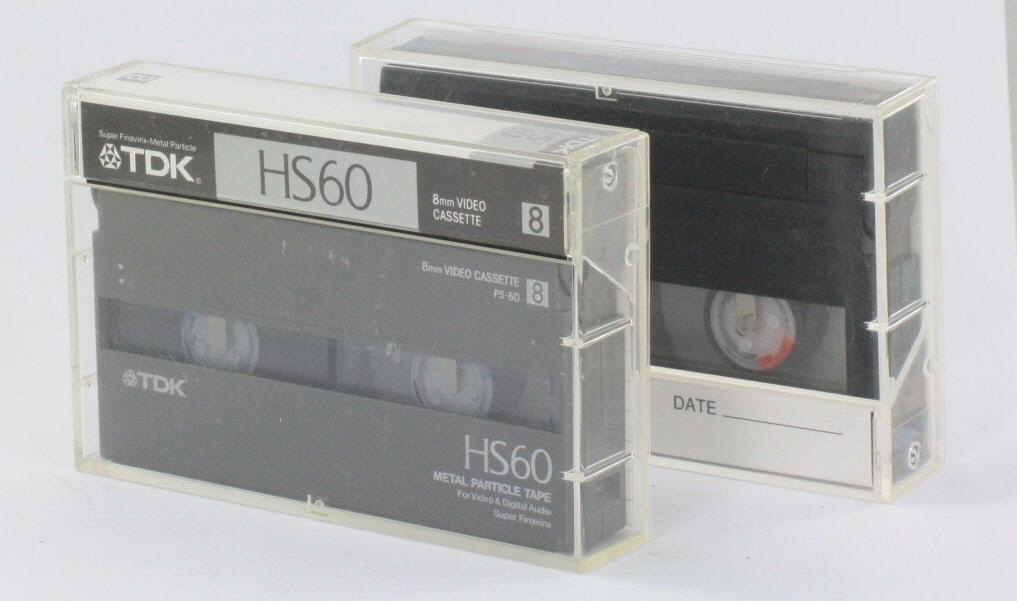 Super Finavinx-Metal Particle
TDK®
HS60
8mm VIDEO
CASSETTE
8
8mm VIDEO CASSETTE
P5-60
8
TDK
HS60
METAL PARTICLE TAPE
For Video & Digital Audio
Super Finavinx
DATE